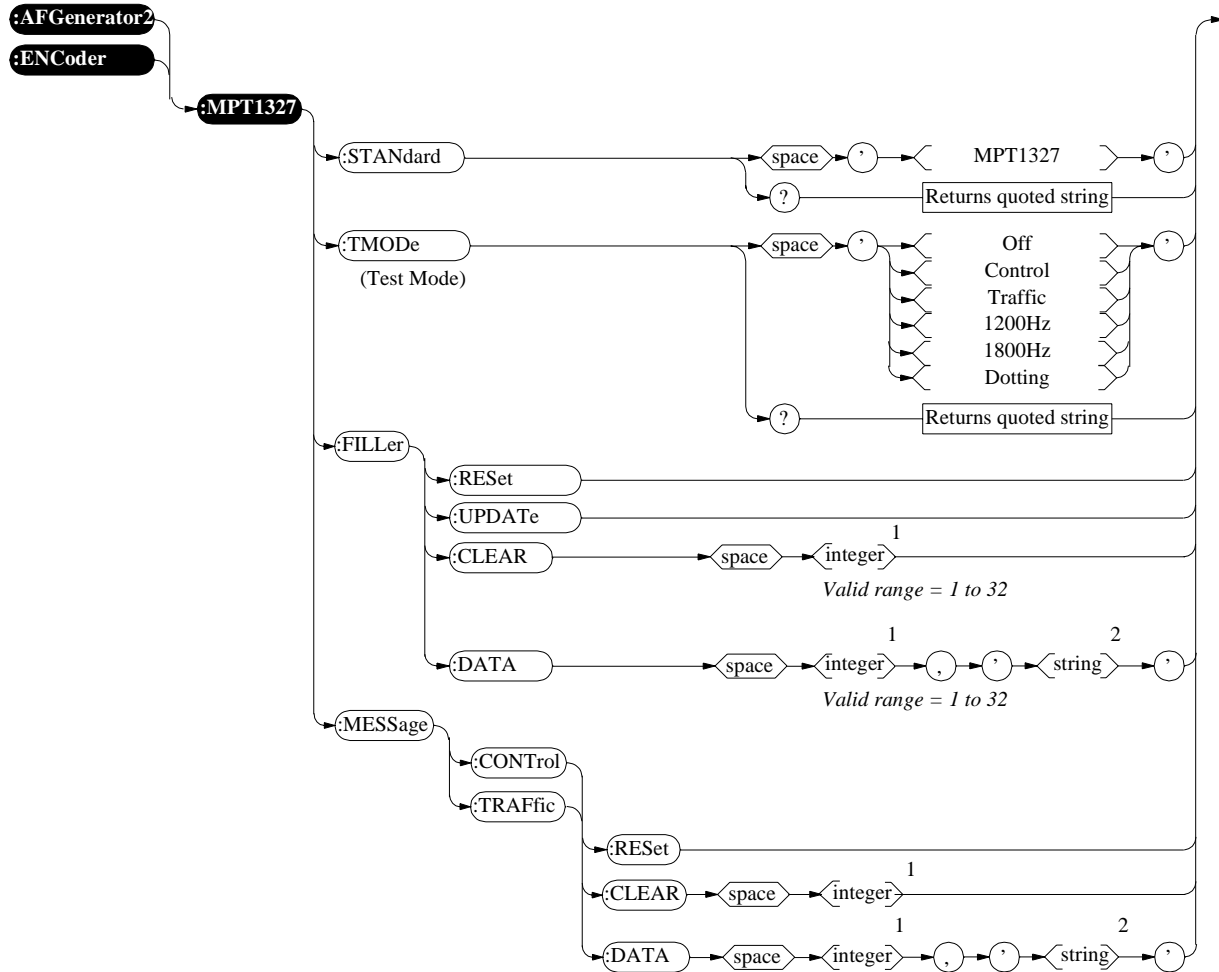 :AFGenerator2
:ENCoder
:MPT1327
:STANdard space ’ MPT1327 ’
? Returns quoted string
:TMODe space ’ Off ’
(Test Mode)
Control
Traffic
1200Hz
1800Hz
Dotting
? Returns quoted string
:FILLer
:RESet
:UPDATe
1
:CLEAR space integer
Valid range = 1 to 32
1 2
:DATA space integer , ’ string ’
Valid range = 1 to 32
:MESSage
:CONTrol
:TRAFfic
:RESet
1
:CLEAR space integer
1 2
:DATA space integer , ’ string ’